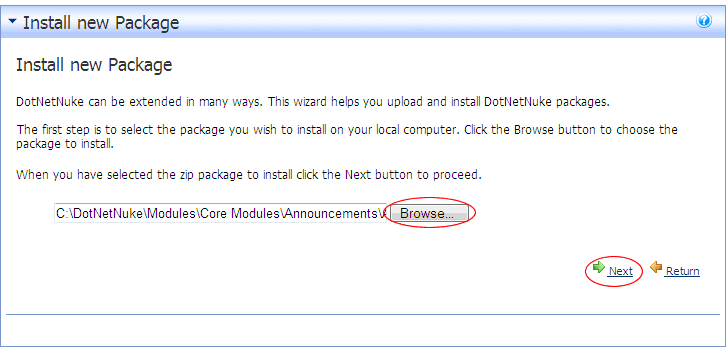 Install new Package
Install new Package
DotNetNuke can be extended in many ways. This wizard helps you upload and install DotNetNuke packages.
The first step is to select the package you wish to install on your local computer. Click the Browse button to choose the
package to install.
When you have selected the zip package to install click the Next button to proceed.
C:\DotNetNuke\Modules\Core Modules\Announcements\ Browse...
Next Return